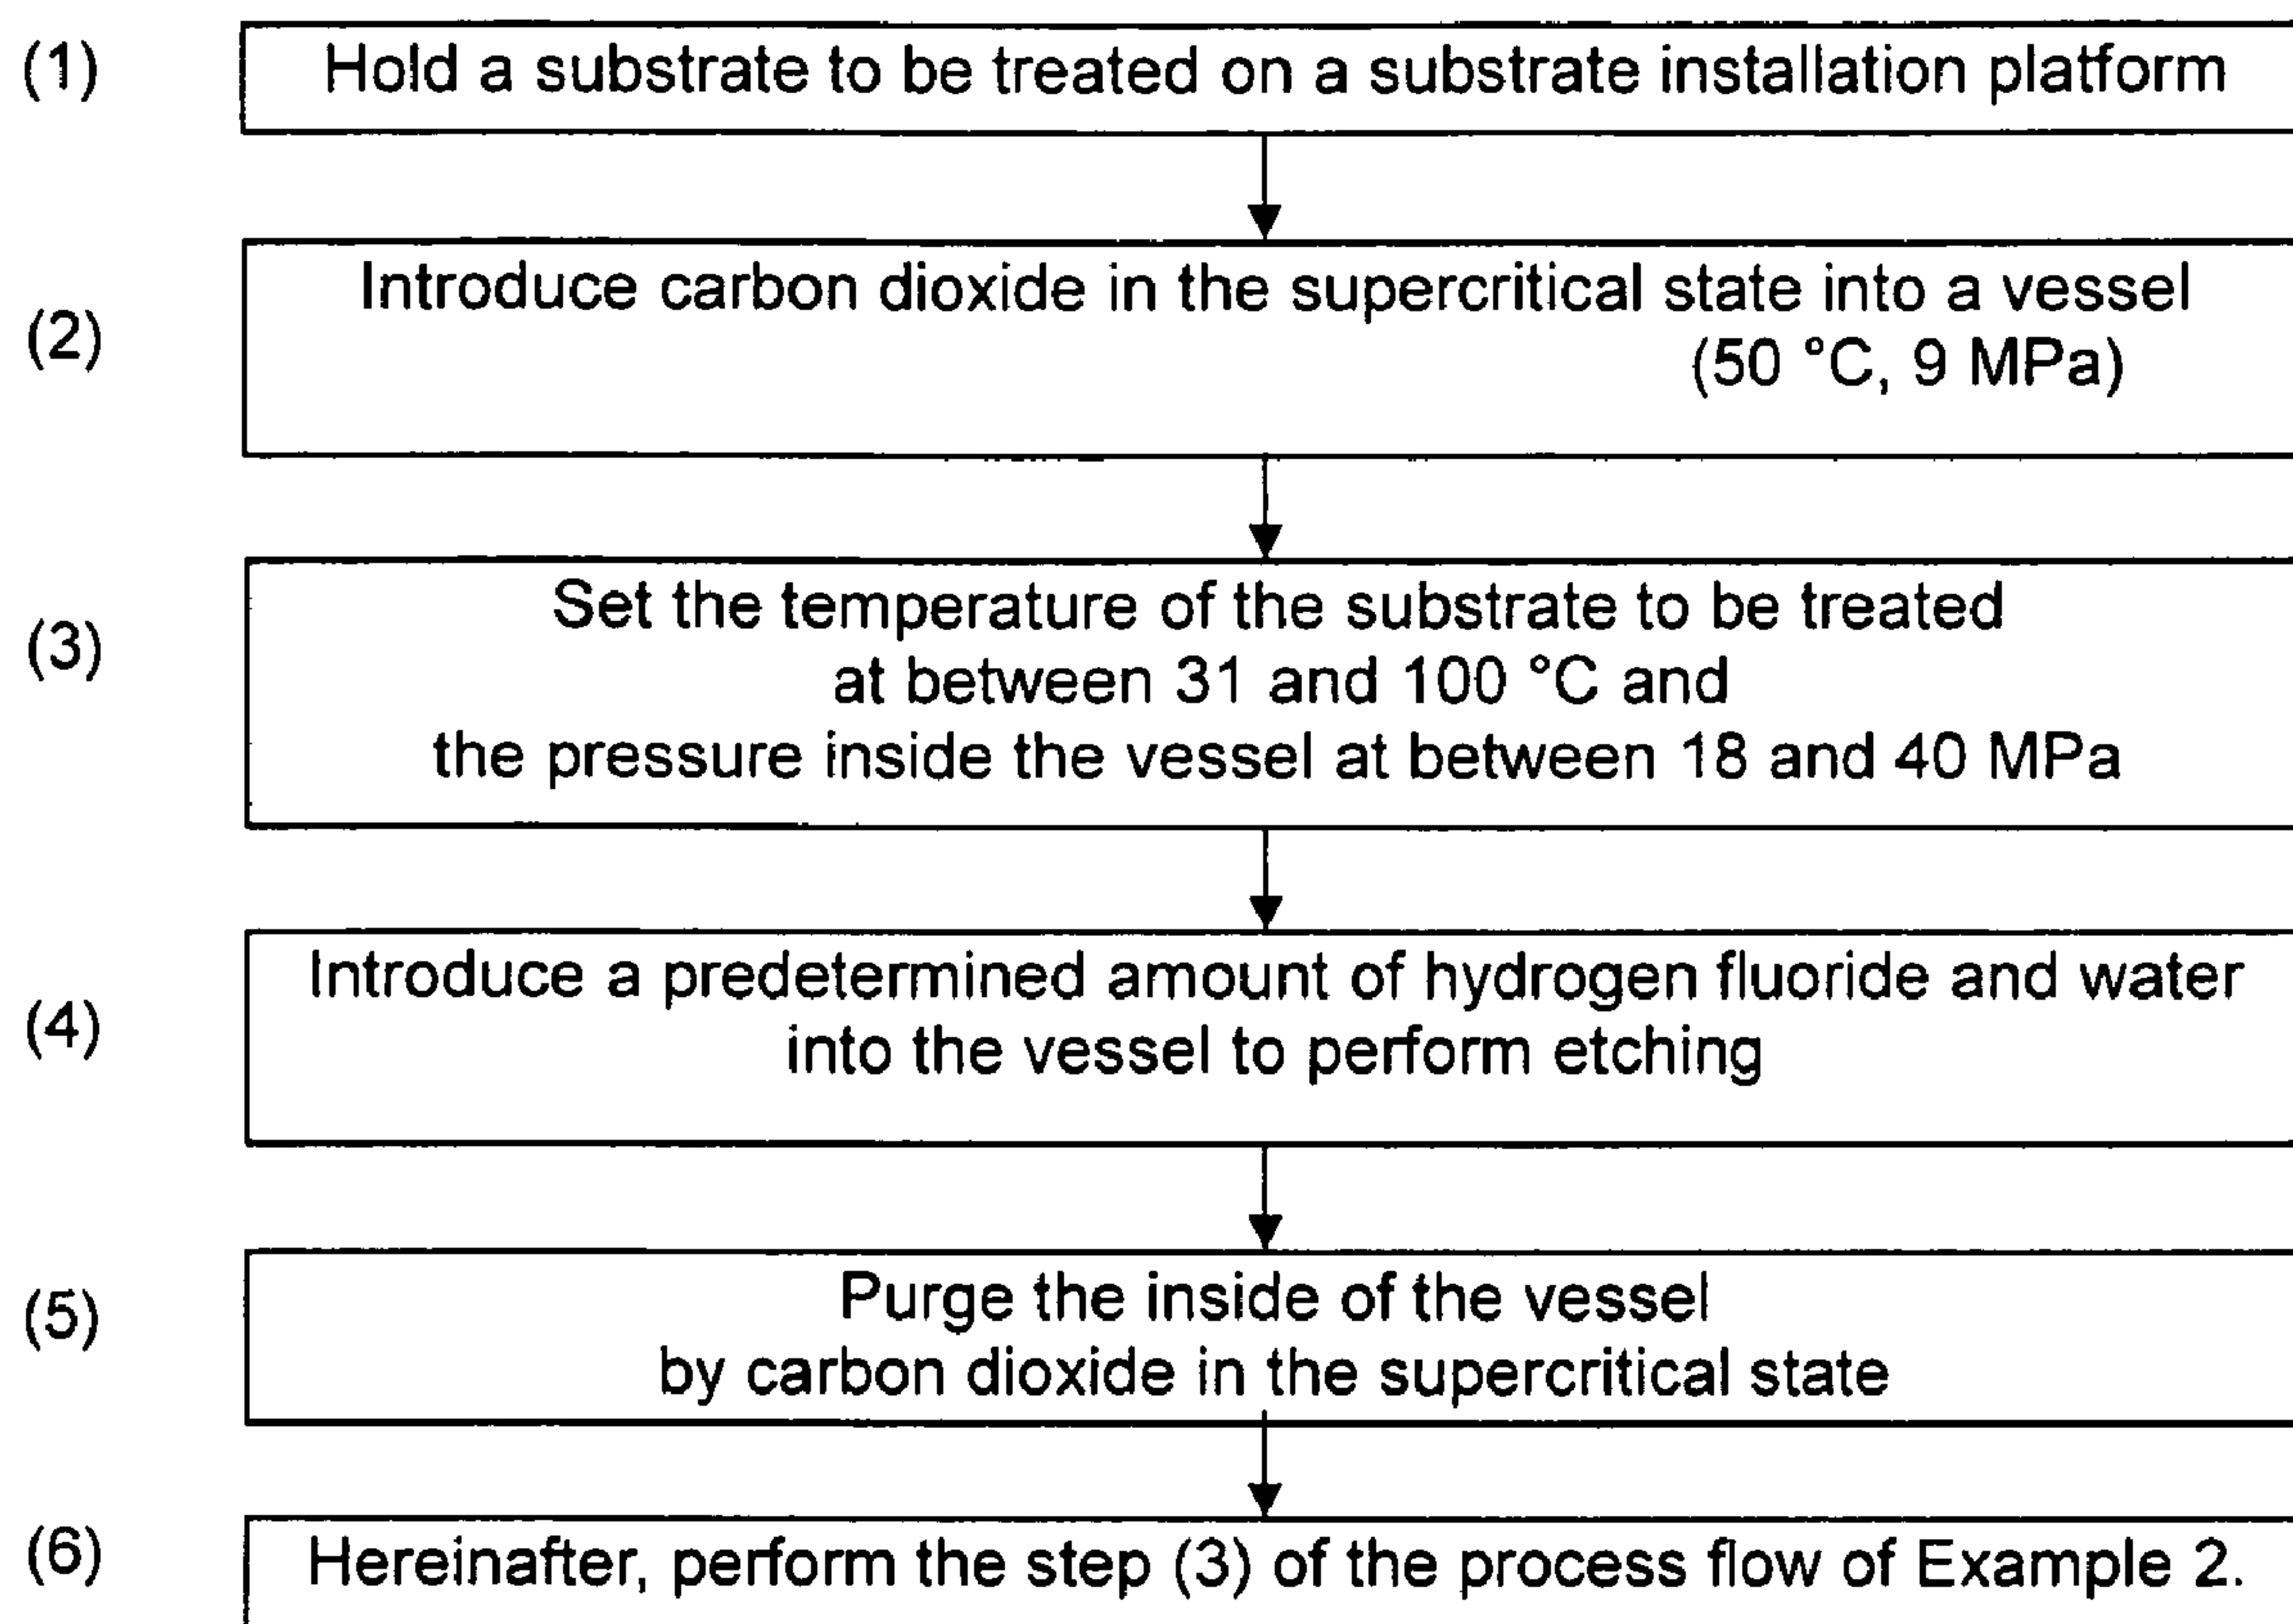 (1) Hold a substrate to be treated on a substrate installation platform
(2) Introduce carbon dioxide in the supercritical state into a vessel
(50 °C, 9 MPa)
(3) Set the temperature of the substrate to be treated
at between 31 and 100 °C and
the pressure inside the vessel at between 18 and 40 MPa
(4) Introduce a predetermined amount of hydrogen fluoride and water
into the vessel to perform etching
(5) Purge the inside of the vessel
by carbon dioxide in the supercritical state
(6) Hereinafter, perform the step (3) of the process flow of Example 2.